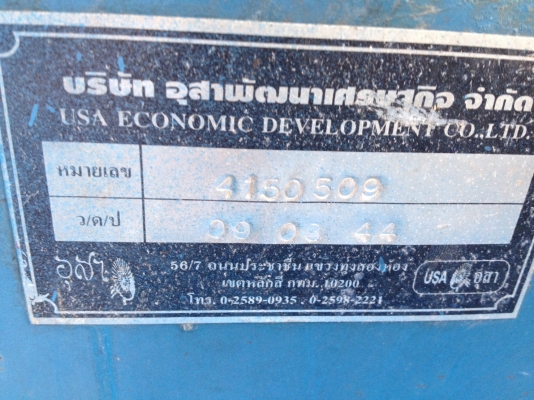 บริษัท อุสาพัฒนาเศรษฐกิจ จำกัด
USA ECONOMIC DEVELOPMENT CO.,LTD.
หมายเลข 4150509
ว/ด/ป 09 03 44
อุสา
56/7 ถนนประชาชื่น แขวงทุ่งสองห้อง
เขตหลักสี่ กทม. 10200
โทร. 0-2589-0935 . 0-2598-2221
USA อุสา